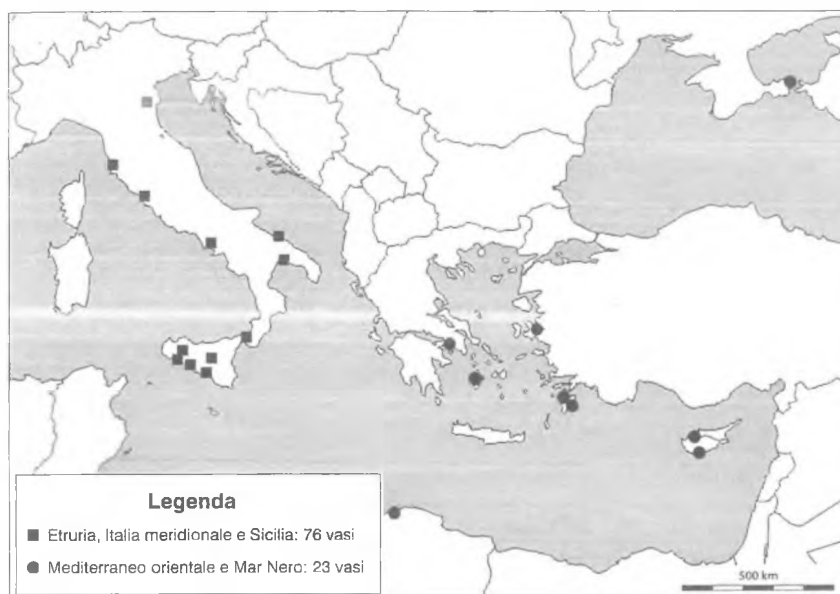 Legenda
Etruria, Italia meridionale e Sicilia: 76 vasi
Mediterraneo orientale e Mar Nero: 23 vasi
500 km